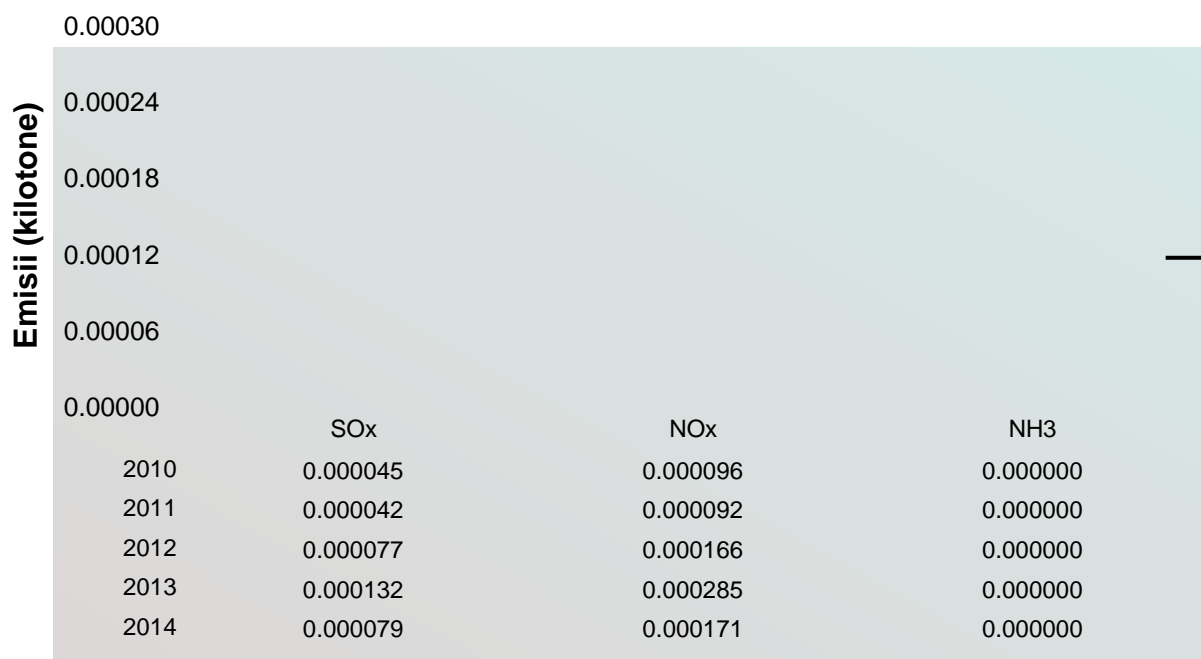 0.00030
0.00024
0.00018
0.00012
0.00006
0.00000
Emisii (kilotone)
SOx NOx NH3
2010 0.000045 0.000096 0.000000
2011 0.000042 0.000092 0.000000
2012 0.000077 0.000166 0.000000
2013 0.000132 0.000285 0.000000
2014 0.000079 0.000171 0.000000